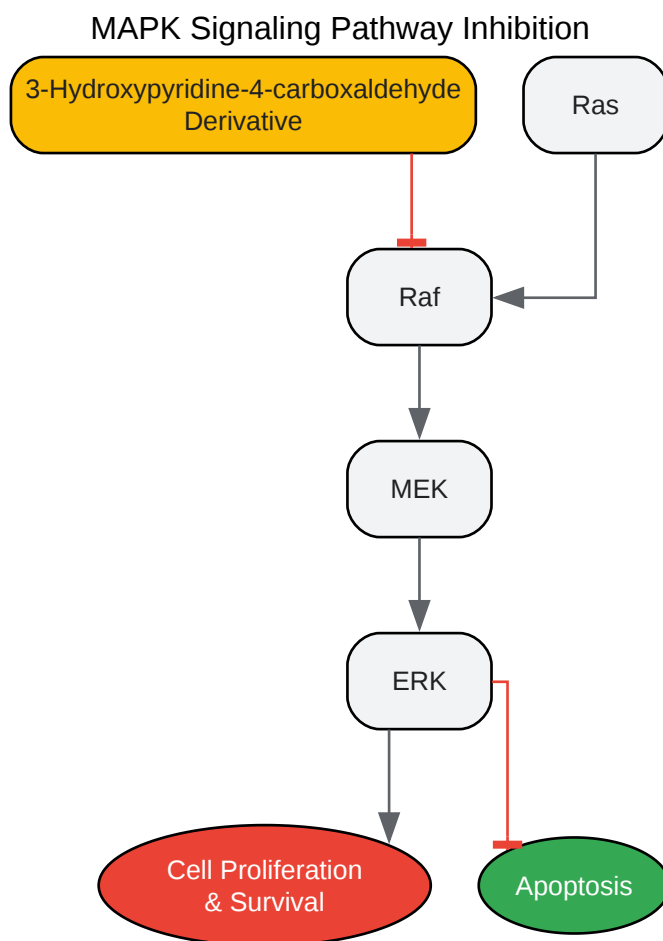 MAPK Signaling Pathway Inhibition
3-Hydroxypyridine-4-carboxaldehyde
Derivative
Ras
Raf
MEK
ERK
Cell Proliferation
& Survival
Apoptosis